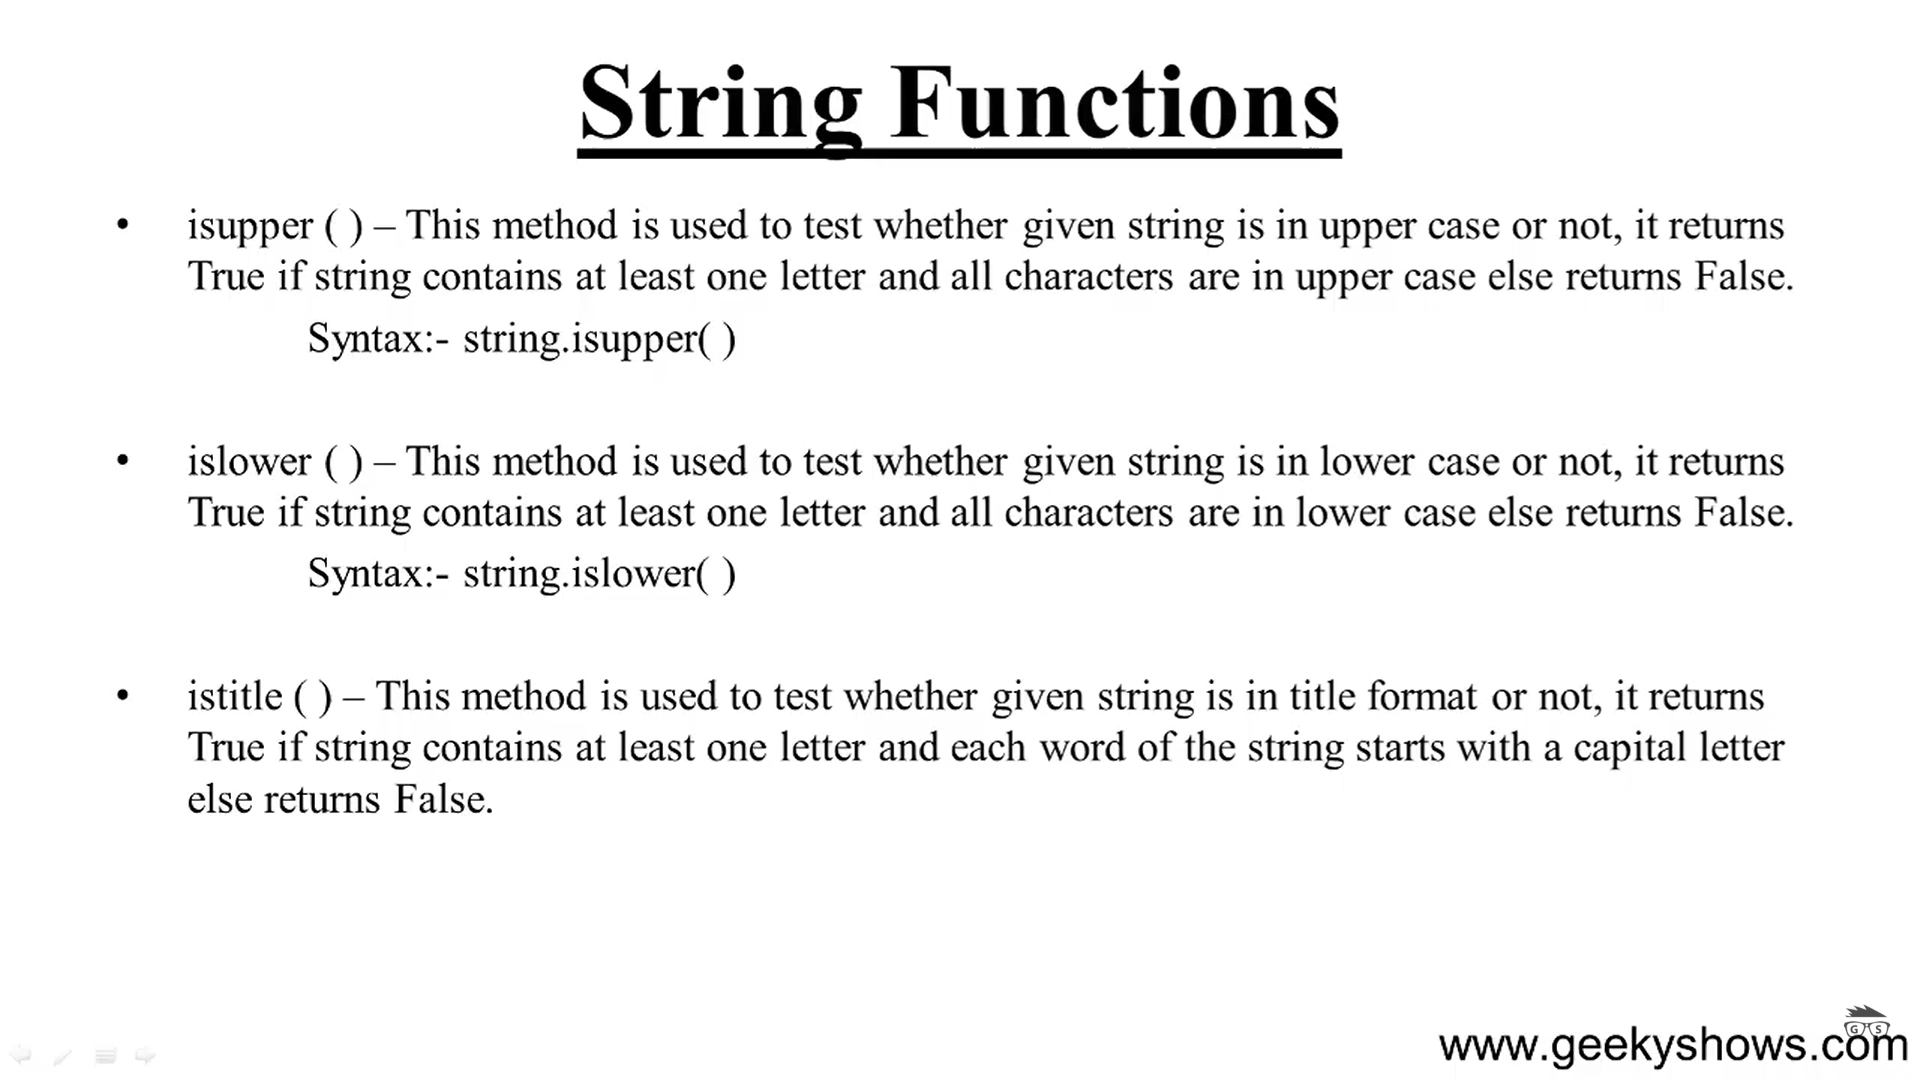 String Functions
• isupper ( ) – This method is used to test whether given string is in upper case or not, it returns
True if string contains at least one letter and all characters are in upper case else returns False.
Syntax:- string.isupper( )
• islower ( ) – This method is used to test whether given string is in lower case or not, it returns
True if string contains at least one letter and all characters are in lower case else returns False.
Syntax:- string.islower( )
• istitle ( ) – This method is used to test whether given string is in title format or not, it returns
True if string contains at least one letter and each word of the string starts with a capital letter
else returns False.
G S
www.geekyshows.com